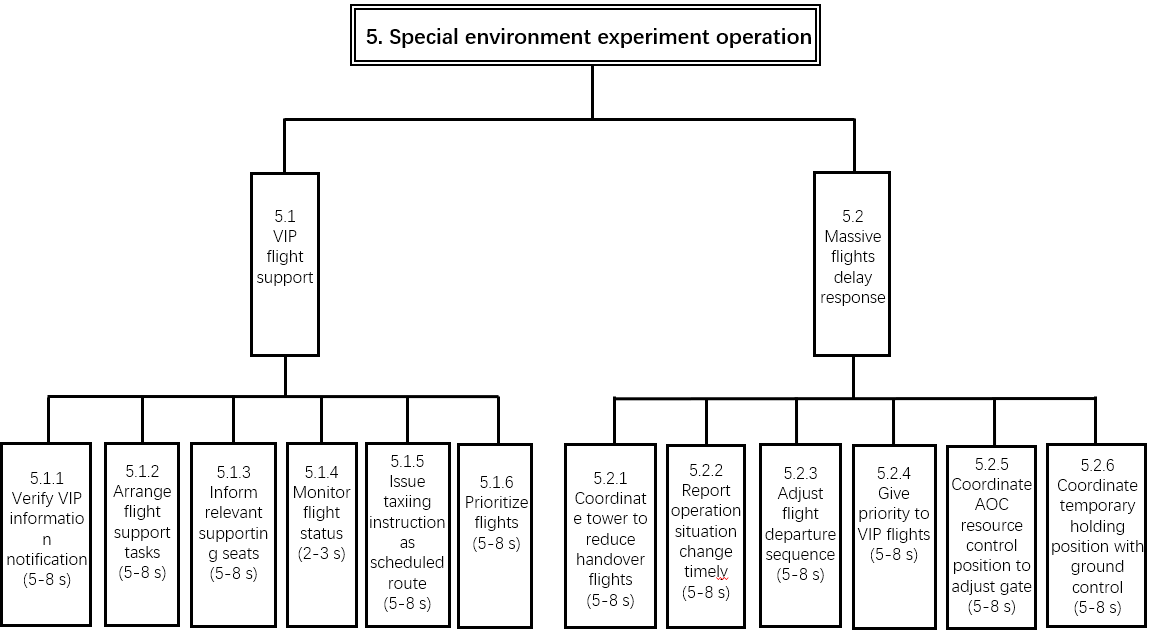 5. Special environment experiment operation
5.1
VIP
flight
support
5.2
Massive
flights
delay
response
5.1.1
Verify VIP
informatio
n
notification
(5-8 s)
5.1.2
Arrange
flight
support
tasks
(5-8 s)
5.1.3
Inform
relevant
supportin
g seats
(5-8 s)
5.1.4
Monitor
flight
status
(2-3 s)
5.1.5
Issue
taxiing
instruction
as
scheduled
route
(5-8 s)
5.1.6
Prioritize
flights
(5-8 s)
5.2.1
Coordinat
e tower to
reduce
handover
flights
(5-8 s)
5.2.2
Report
operation
situation
change
timely
(5-8 s)
5.2.3
Adjust
flight
departure
sequence
(5-8 s)
5.2.4
Give
priority to
VIP flights
(5-8 s)
5.2.5
Coordinate
AOC
resource
control
position to
adjust gate
(5-8 s)
5.2.6
Coordinate
temporary
holding
position with
ground
control
(5-8 s)